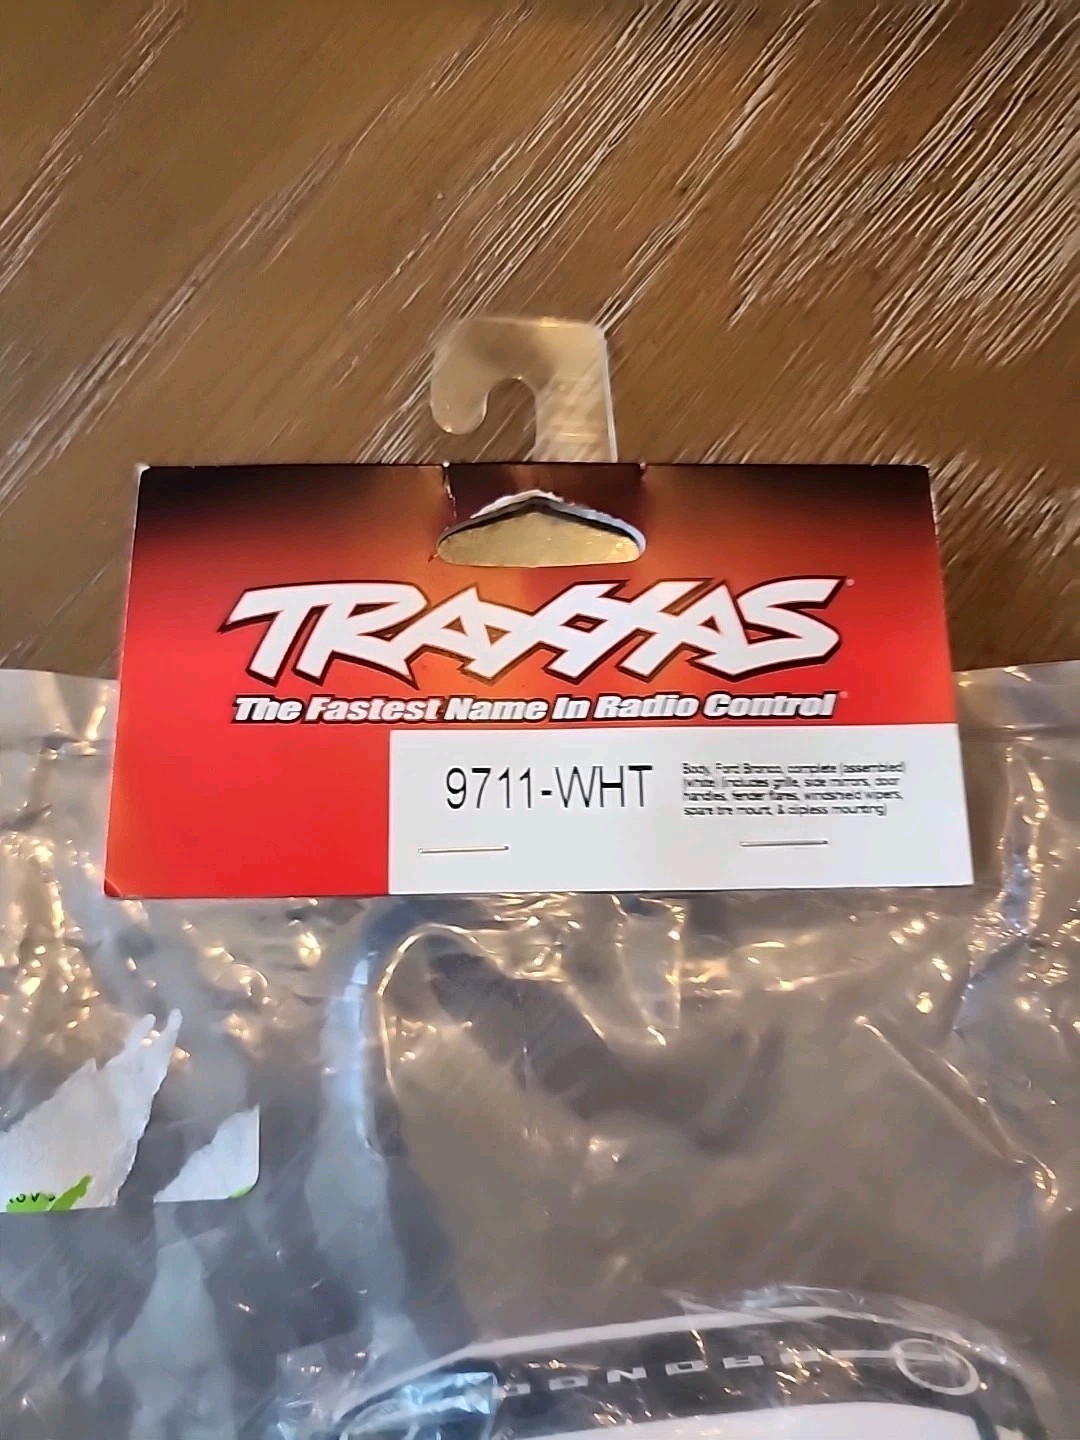 TRAXXAS
The Fastest Name In Radio Control
9711-WHT
Body, Ford Bronco, complete (assembled)
(white) (includes grille, side mirrors, door
handles, fender flares, windshield wipers,
spare tire mount, & clipless mounting)
BRONCO